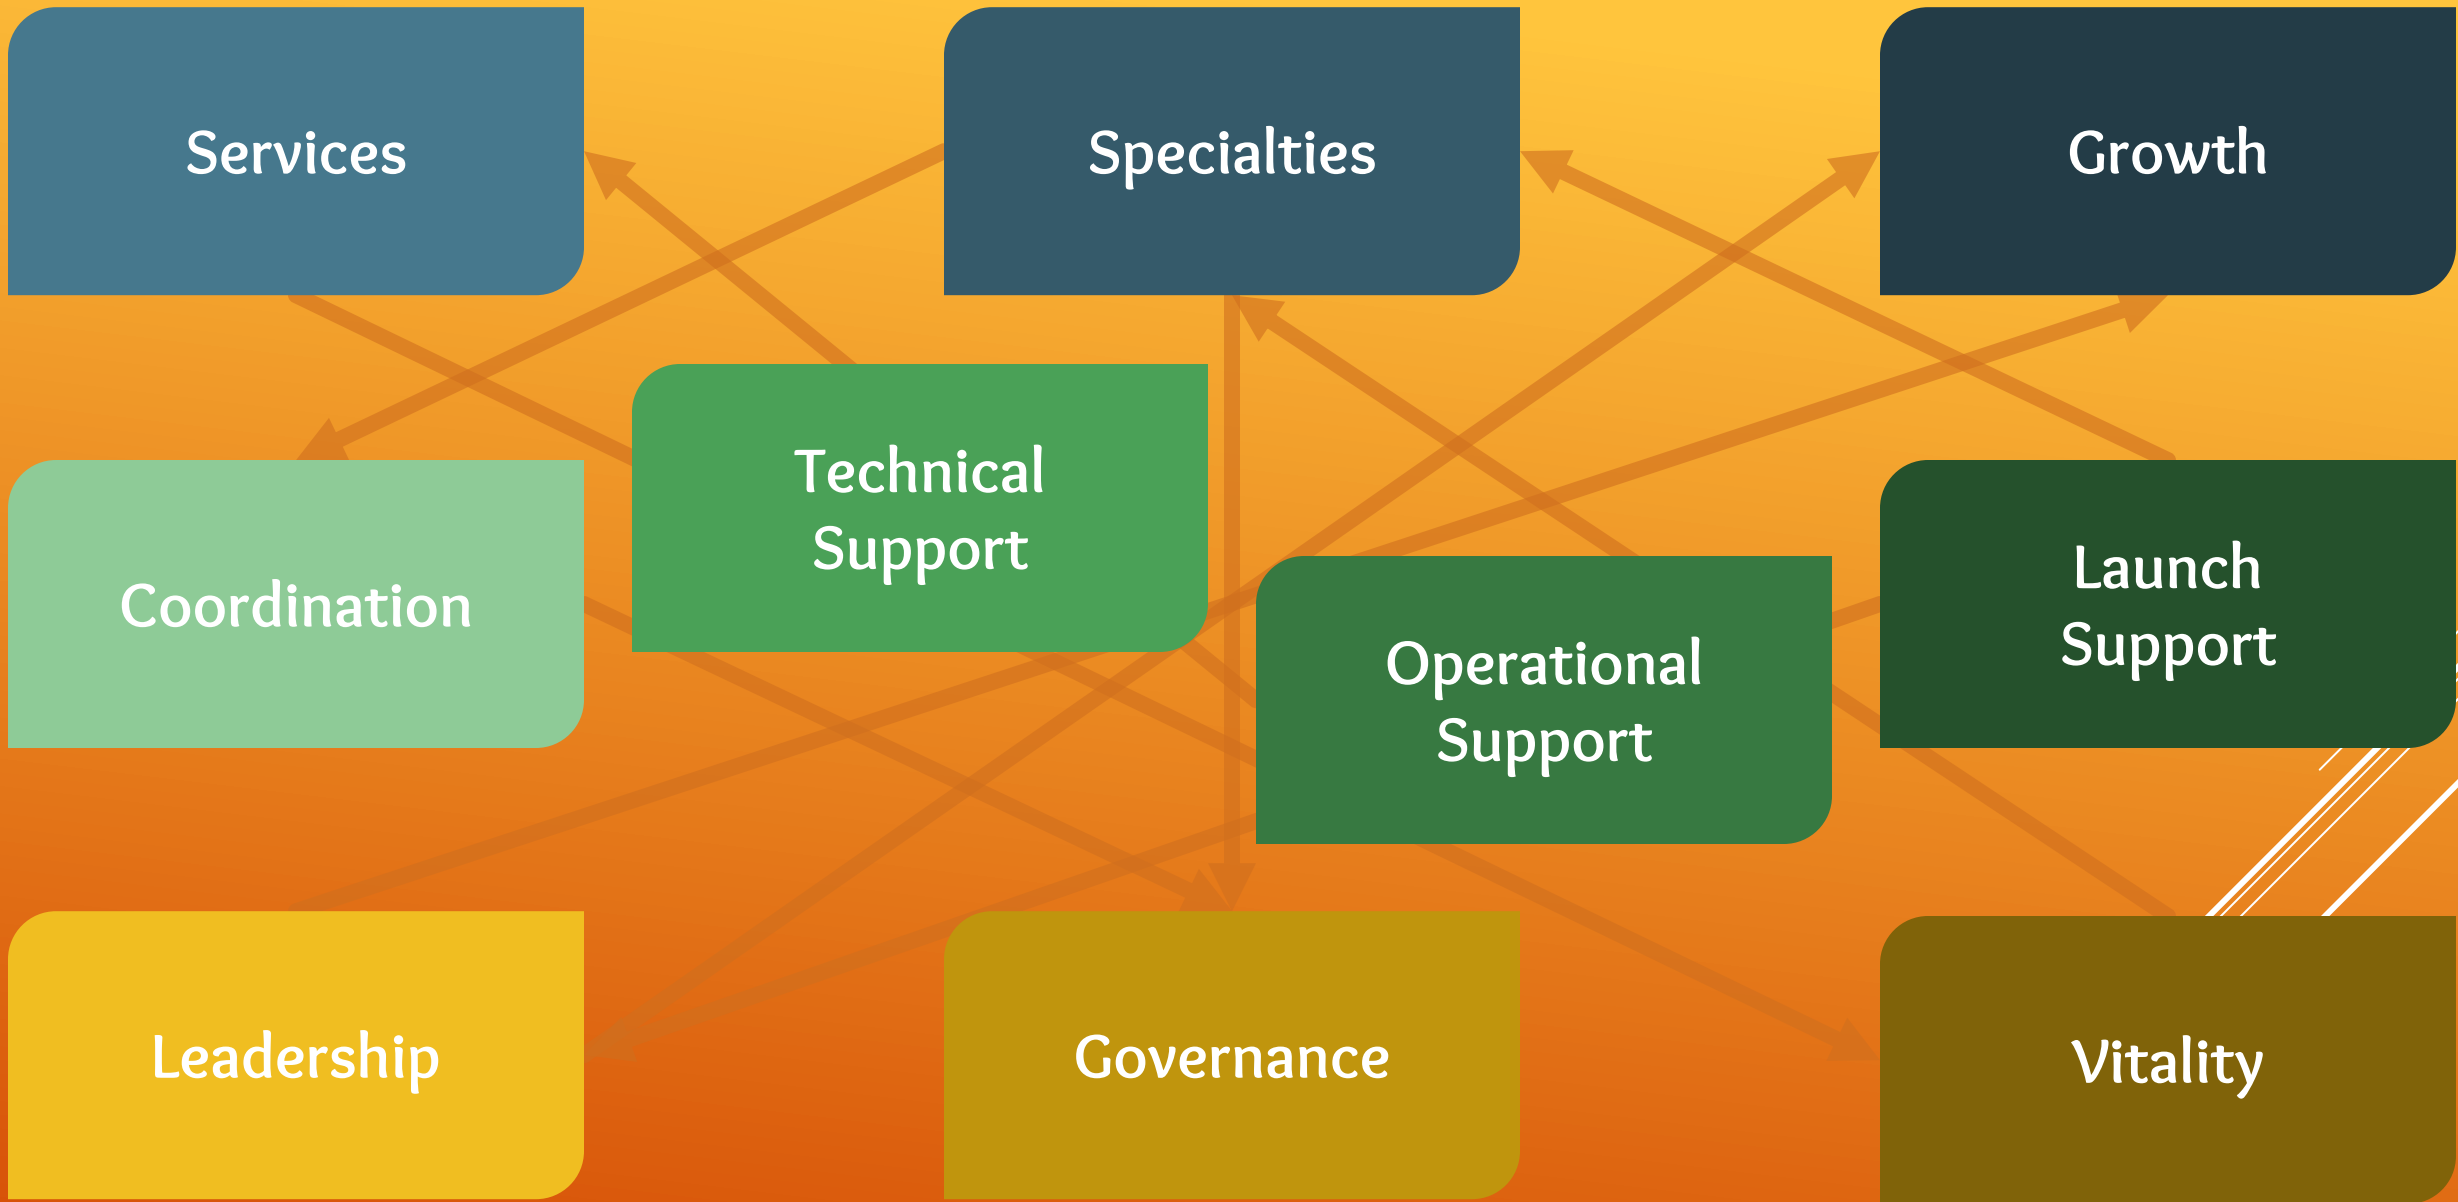 Services
Specialties
Growth
Technical
Support
Coordination
Launch
Support
Operational
Support
Leadership
Governance
Vitality